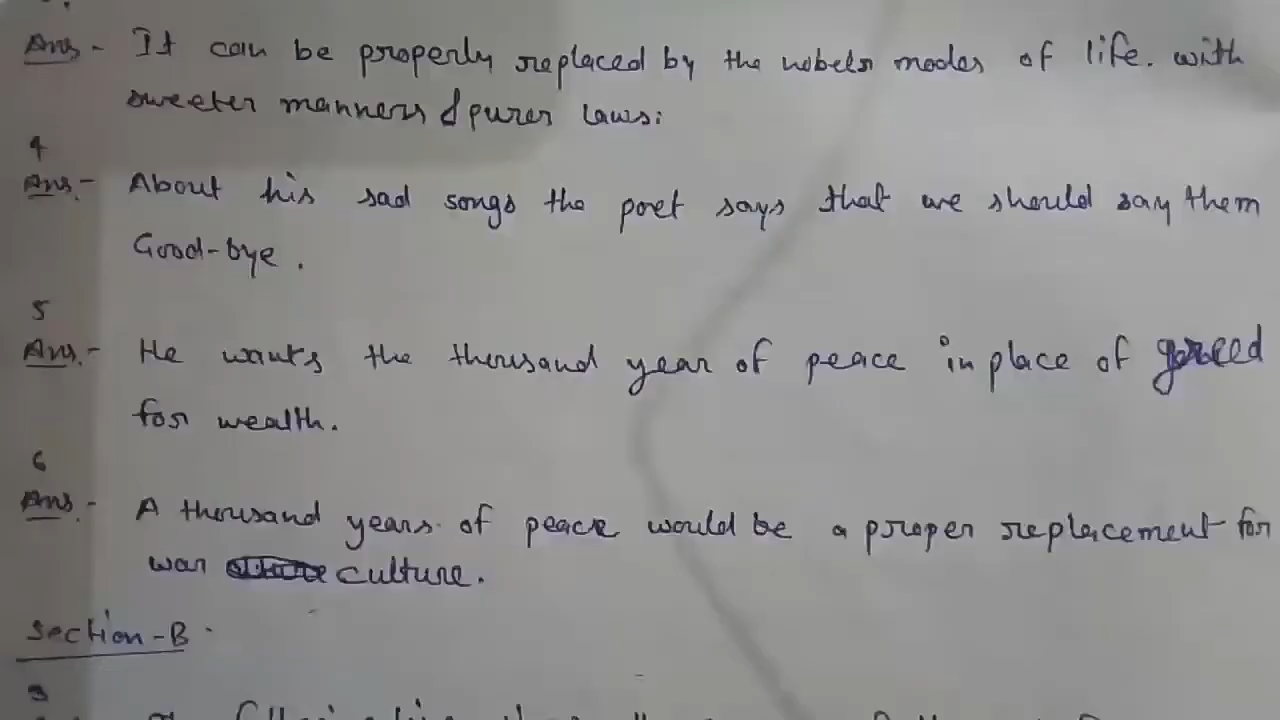 Ans - It can be properly replaced by the nobels modes of life. with
sweeter manners & purer laws.
4
Ans.- About his sad songs the poet says that we should say them
Good-bye.
5
Ans.- He wants the thousand year of peace in place of greed
for wealth.
6
Ans.- A thousand years of peace would be a proper replacement for
war culture.
Section-B
3